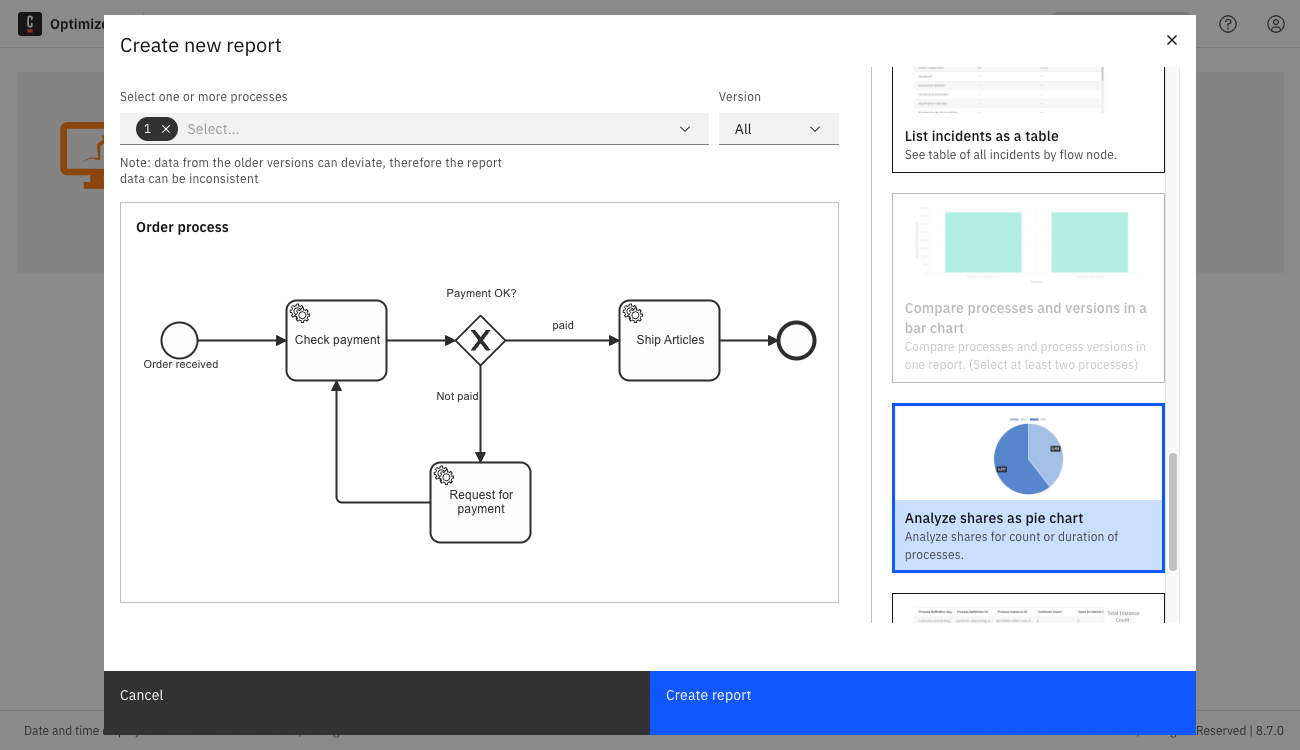 Optimize
Create new report
Select one or more processes
Version
1
Select...
All
Note: data from the older versions can deviate, therefore the report
data can be inconsistent
Order process
Payment OK?
paid
Check payment
Ship Articles
Order received
Not paid
Request for
payment
List incidents as a table
See table of all incidents by flow node.
Compare processes and versions in a
bar chart
Compare processes and process versions in
one report. (Select at least two processes)
Analyze shares as pie chart
Analyze shares for count or duration of
processes.
Total Instance
Count:
Cancel
Create report
Date and time
Reserved | 8.7.0